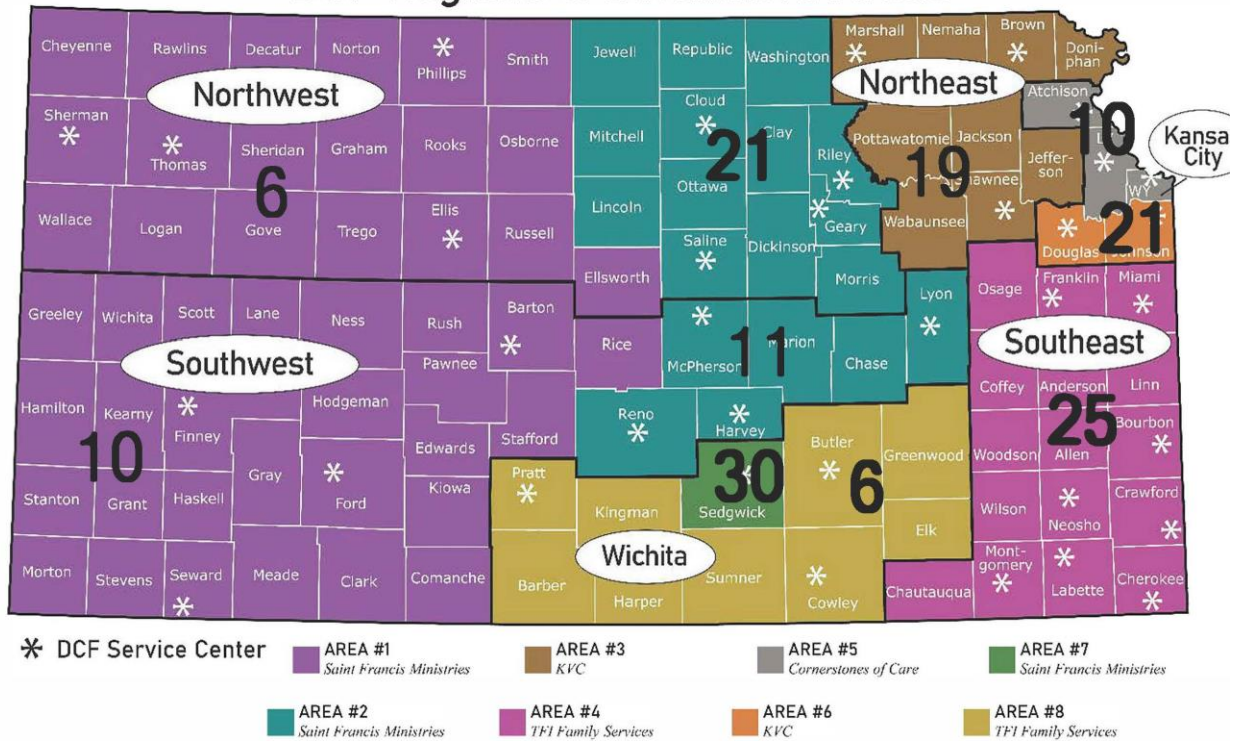 Cheyenne
Rawlins
Decatur
Norton
Phillips
Smith
Jewell
Republic
Washington
Marshall
Nemaha
Brown
Doni-
phan
Northwest
Northeast
Atchison
10
Kansa
City
Sherman
Thomas
Sheridan
Graham
Rooks
Osborne
Mitchell
Cloud
Clay
21
Riley
Pottawatomie
Jackson
19
Jeffer-
son
6
Shawnee
WY
Wallace
Logan
Gove
Trego
Ellis
Russell
Lincoln
Ottawa
Saline
Dickinson
Geary
Wabaunsee
Douglas
21
Johnson
Ellsworth
Morris
Lyon
Osage
Franklin
Miami
Greeley
Wichita
Scott
Lane
Ness
Rush
Barton
Rice
McPherson
11
Marion
Chase
Southwest
Southeast
Pawnee
Coffey
Anderson
Linn
Hamilton
Kearny
Finney
Hodgeman
Edwards
Stafford
Reno
Harvey
Butler
Greenwood
Woodson
25
Allen
Bourbon
10
Gray
Ford
Kiowa
Pratt
Kingman
30
Sedgwick
6
Stanton
Grant
Haskell
Elk
Wilson
Neosho
Crawford
Wichita
Morton
Stevens
Seward
Meade
Clark
Comanche
Barber
Harper
Sumner
Cowley
Chautauqua
Mont-
gomery
Labette
Cherokee
* DCF Service Center
AREA #1
Saint Francis Ministries
AREA #3
KVC
AREA #5
Cornerstones of Care
AREA #7
Saint Francis Ministries
AREA #2
Saint Francis Ministries
AREA #4
TFI Family Services
AREA #6
KVC
AREA #8
TFI Family Services